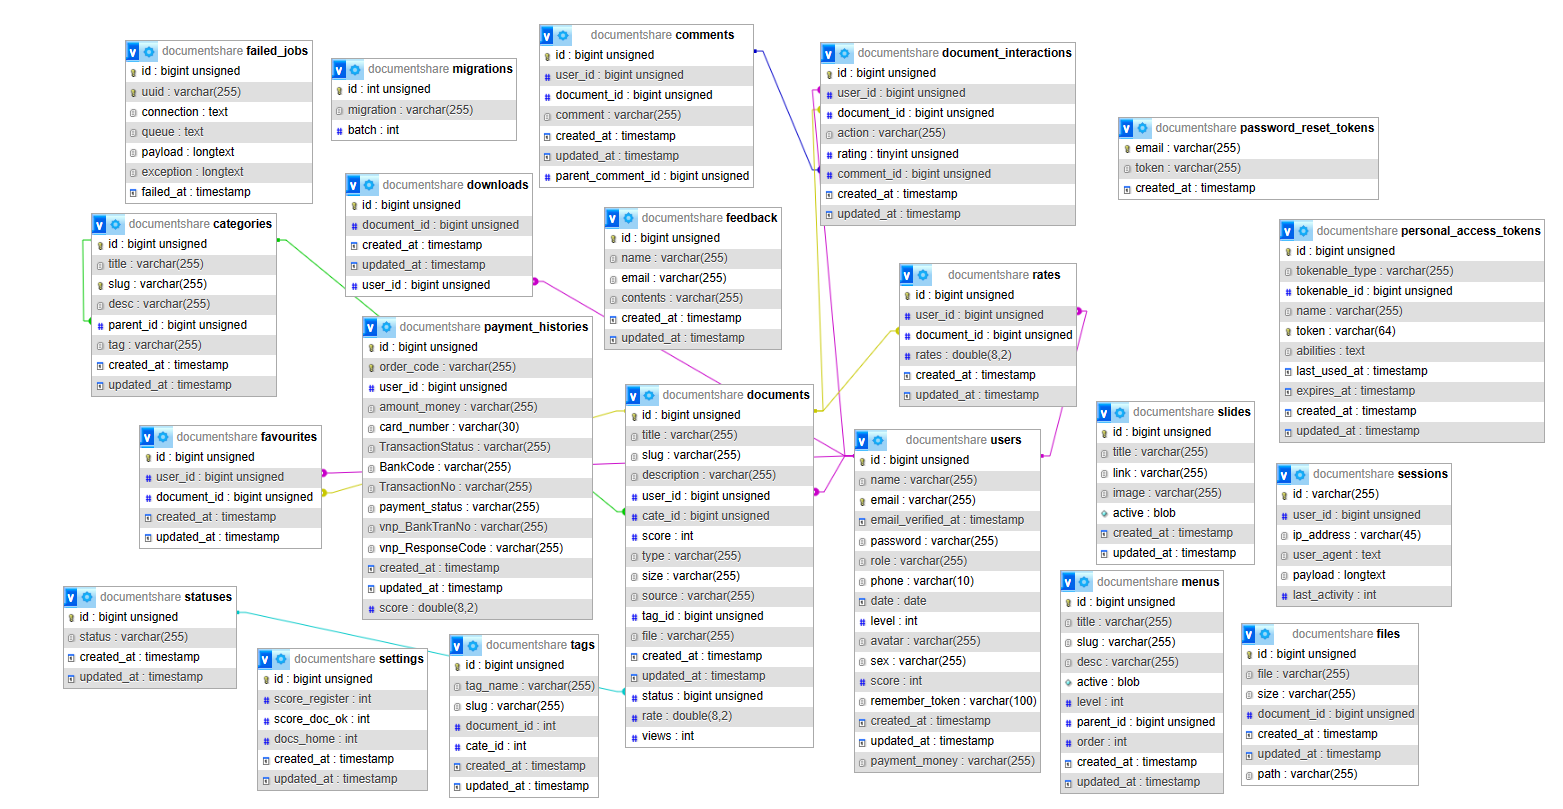 documentshare failed_jobs
id : bigint unsigned
uuid : varchar(255)
connection : text
queue : text
payload : longtext
exception : longtext
failed_at : timestamp
documentshare migrations
id : int unsigned
migration : varchar(255)
batch : int
documentshare comments
id : bigint unsigned
user_id : bigint unsigned
document_id : bigint unsigned
comment : varchar(255)
created_at : timestamp
updated_at : timestamp
parent_comment_id : bigint unsigned
documentshare document_interactions
id : bigint unsigned
user_id : bigint unsigned
document_id : bigint unsigned
action : varchar(255)
rating : tinyint unsigned
comment_id : bigint unsigned
created_at : timestamp
updated_at : timestamp
documentshare password_reset_tokens
email : varchar(255)
token : varchar(255)
created_at : timestamp
documentshare categories
id : bigint unsigned
title : varchar(255)
slug : varchar(255)
desc : varchar(255)
parent_id : bigint unsigned
tag : varchar(255)
created_at : timestamp
updated_at : timestamp
documentshare downloads
id : bigint unsigned
document_id : bigint unsigned
created_at : timestamp
updated_at : timestamp
user_id : bigint unsigned
documentshare feedback
id : bigint unsigned
name : varchar(255)
email : varchar(255)
contents : varchar(255)
created_at : timestamp
updated_at : timestamp
documentshare rates
id : bigint unsigned
user_id : bigint unsigned
document_id : bigint unsigned
rates : double(8,2)
created_at : timestamp
updated_at : timestamp
documentshare personal_access_tokens
id : bigint unsigned
tokenable_type : varchar(255)
tokenable_id : bigint unsigned
name : varchar(255)
token : varchar(64)
abilities : text
last_used_at : timestamp
expires_at : timestamp
created_at : timestamp
updated_at : timestamp
documentshare payment_histories
id : bigint unsigned
order_code : varchar(255)
user_id : bigint unsigned
amount_money : varchar(255)
card_number : varchar(30)
TransactionStatus : varchar(255)
BankCode : varchar(255)
TransactionNo : varchar(255)
payment_status : varchar(255)
vnp_BankTranNo : varchar(255)
vnp_ResponseCode : varchar(255)
created_at : timestamp
updated_at : timestamp
score : double(8,2)
documentshare favourites
id : bigint unsigned
user_id : bigint unsigned
document_id : bigint unsigned
created_at : timestamp
updated_at : timestamp
documentshare documents
id : bigint unsigned
title : varchar(255)
slug : varchar(255)
description : varchar(255)
user_id : bigint unsigned
cate_id : bigint unsigned
score : int
type : varchar(255)
size : varchar(255)
source : varchar(255)
tag_id : bigint unsigned
file : varchar(255)
created_at : timestamp
updated_at : timestamp
status : bigint unsigned
rate : double(8,2)
views : int
documentshare users
id : bigint unsigned
name : varchar(255)
email : varchar(255)
email_verified_at : timestamp
password : varchar(255)
role : varchar(255)
phone : varchar(10)
date : date
level : int
avatar : varchar(255)
sex : varchar(255)
score : int
remember_token : varchar(100)
created_at : timestamp
updated_at : timestamp
payment_money : varchar(255)
documentshare slides
id : bigint unsigned
title : varchar(255)
link : varchar(255)
image : varchar(255)
active : blob
created_at : timestamp
updated_at : timestamp
documentshare sessions
id : varchar(255)
user_id : bigint unsigned
ip_address : varchar(45)
user_agent : text
payload : longtext
last_activity : int
documentshare statuses
id : bigint unsigned
status : varchar(255)
created_at : timestamp
updated_at : timestamp
documentshare settings
id : bigint unsigned
score_register : int
score_doc_ok : int
docs_home : int
created_at : timestamp
updated_at : timestamp
documentshare tags
id : bigint unsigned
tag_name : varchar(255)
slug : varchar(255)
document_id : int
cate_id : int
created_at : timestamp
updated_at : timestamp
documentshare menus
id : bigint unsigned
title : varchar(255)
slug : varchar(255)
desc : varchar(255)
active : blob
level : int
parent_id : bigint unsigned
order : int
created_at : timestamp
updated_at : timestamp
documentshare files
id : bigint unsigned
file : varchar(255)
size : varchar(255)
document_id : bigint unsigned
created_at : timestamp
updated_at : timestamp
path : varchar(255)